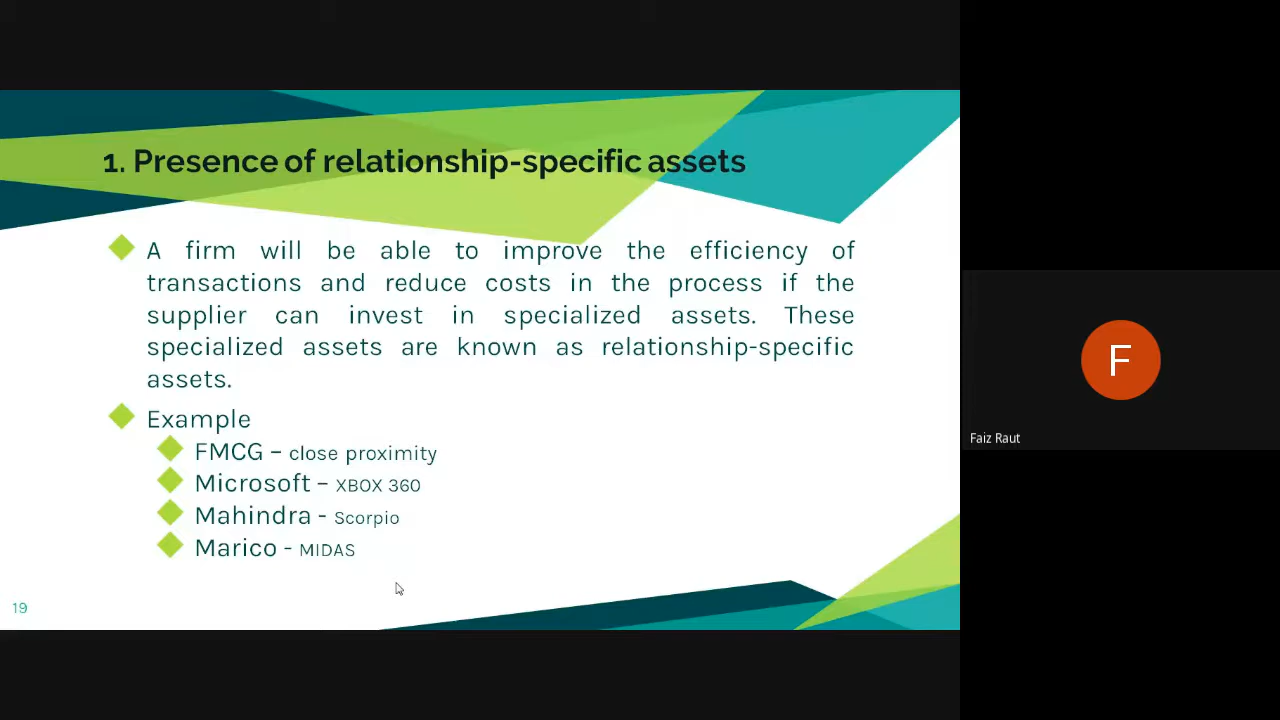 1. Presence of relationship-specific assets
A firm will be able to improve the efficiency of
transactions and reduce costs in the process if the
supplier can invest in specialized assets. These
specialized assets are known as relationship-specific
assets.
Example
FMCG – close proximity
Microsoft – XBOX 360
Mahindra - Scorpio
Marico - MIDAS
19
F
Faiz Raut